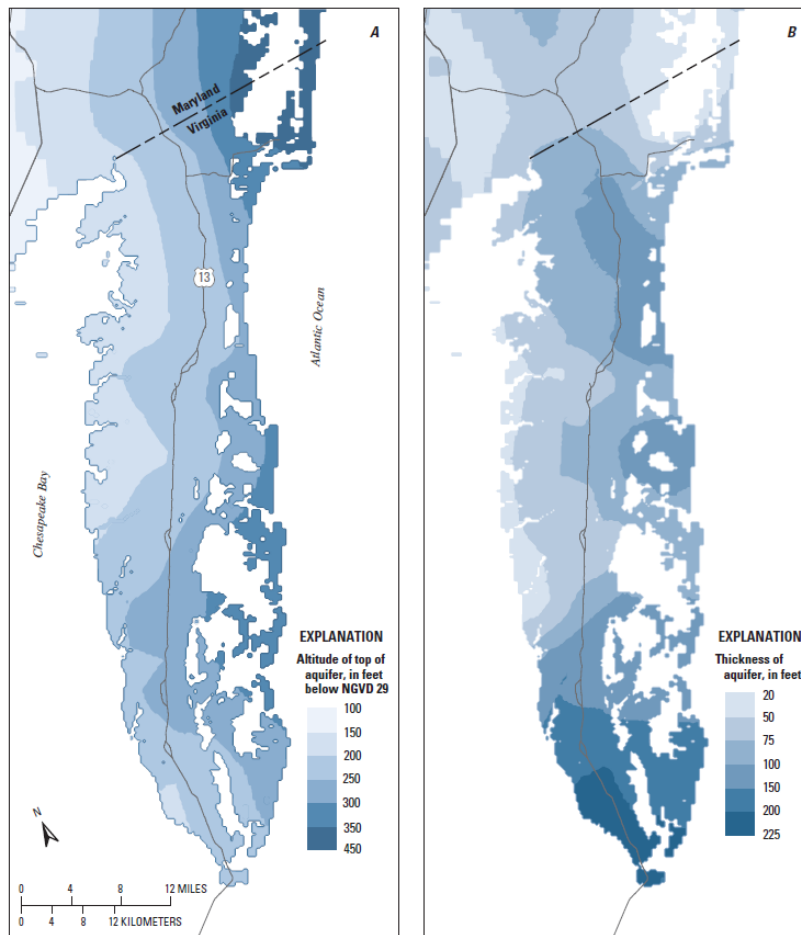 A
Maryland
Virginia
13
Atlantic Ocean
Chesapeake Bay
EXPLANATION
Altitude of top of
aquifer, in feet
below NGVD 29
100
150
200
250
300
350
450
N
0 4 8 12 MILES
0 4 8 12 KILOMETERS
B
EXPLANATION
Thickness of
aquifer, in feet
20
50
75
100
150
200
225